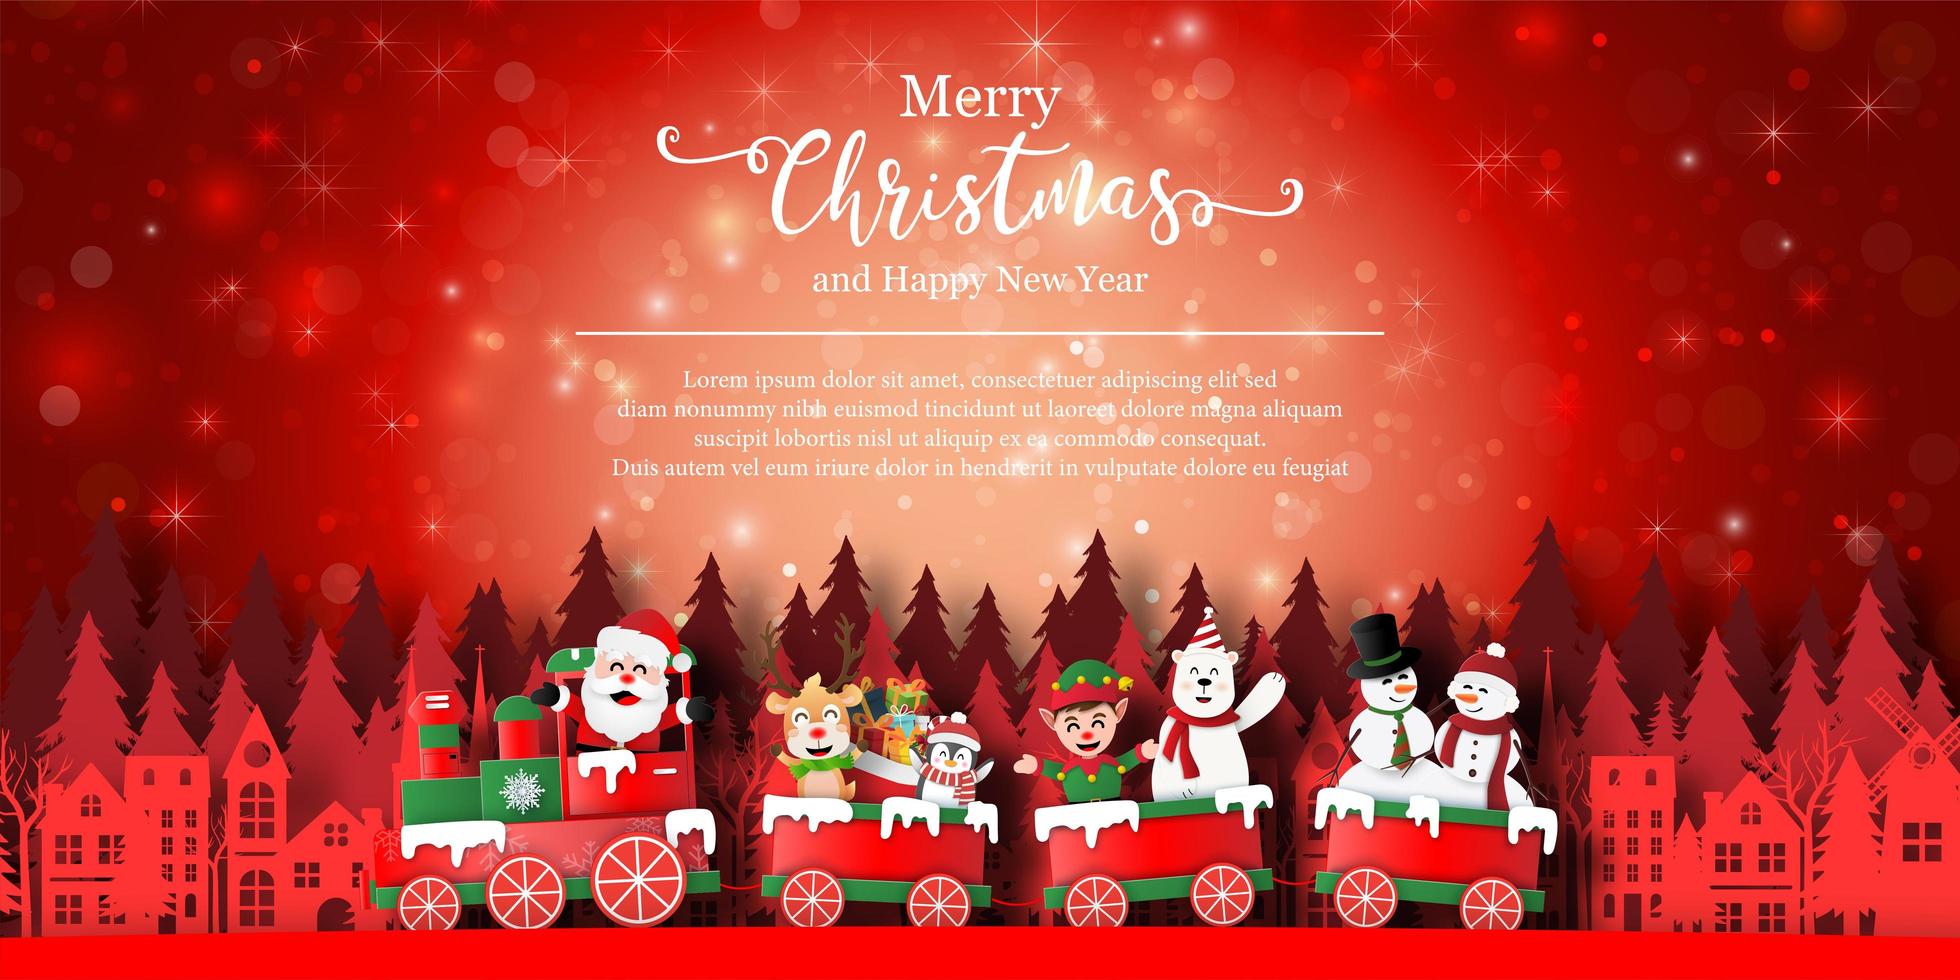 Merry
Christmas
and Happy New Year
Lorem ipsum dolor sit amet, consectetuer adipiscing elit sed
diam nonummy nibh euismod tincidunt ut laoreet dolore magna aliquam
suscipit lobortis nisl ut aliquip ex ea commodo consequat.
Duis autem vel eum iriure dolor in hendrerit in vulputate dolore eu feugiat